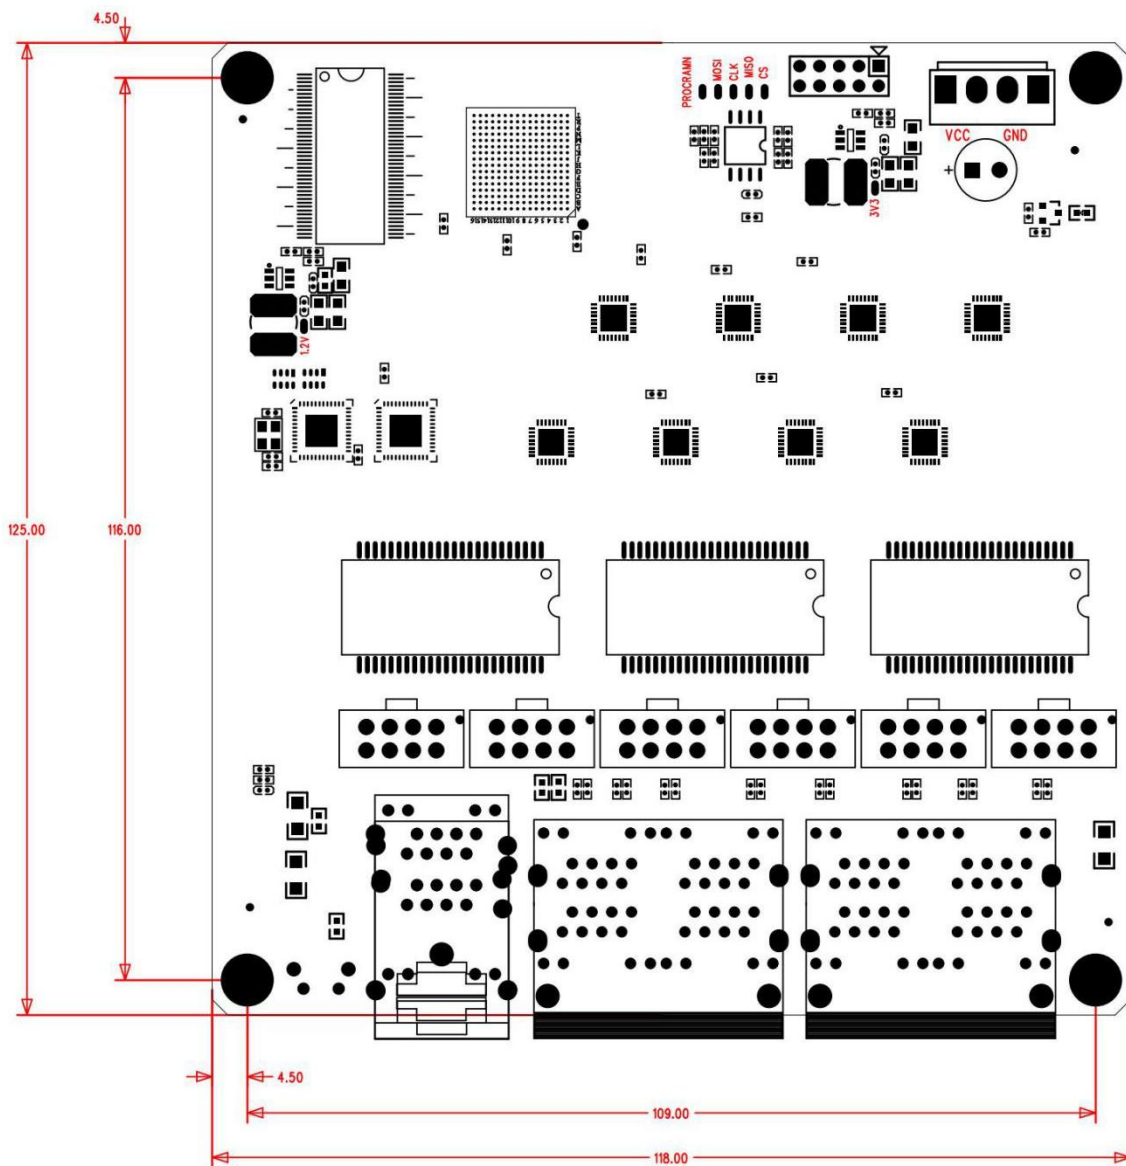 4.50
PROCRAMN
MOSI
CLK
MISO
CS
VCC GND
+
3V3
1.2V
125.00
116.00
4.50
109.00
118.00